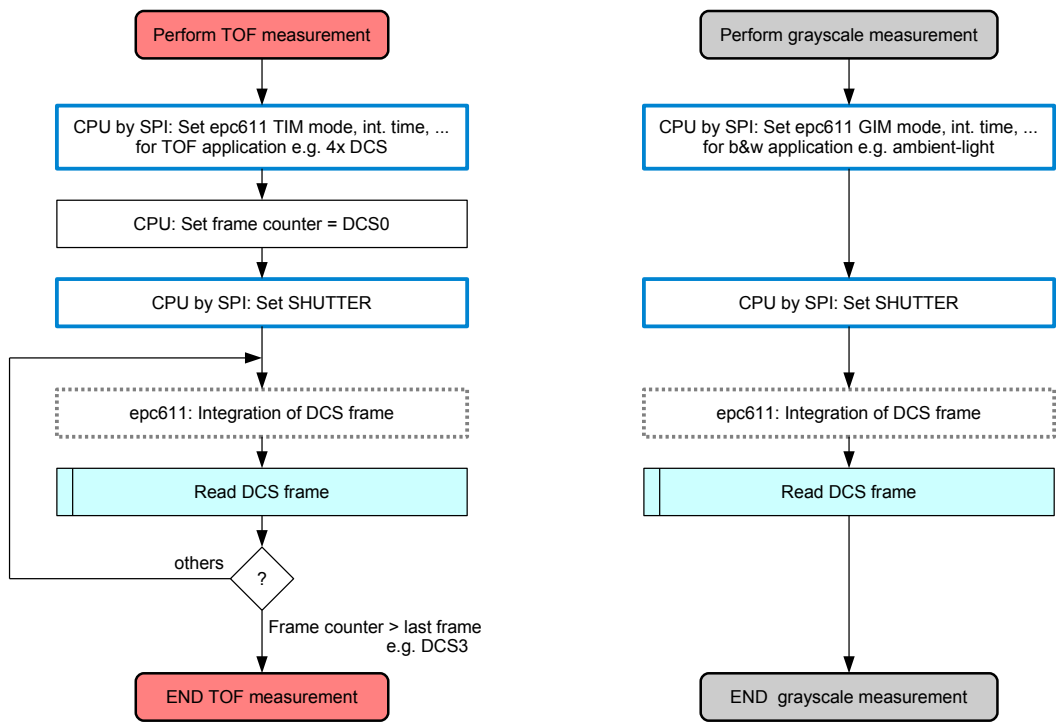 Perform TOF measurement
CPU by SPI: Set epc611 TIM mode, int. time, ...
for TOF application e.g. 4x DCS
CPU: Set frame counter = DCS0
CPU by SPI: Set SHUTTER
epc611: Integration of DCS frame
Read DCS frame
others
?
Frame counter > last frame
e.g. DCS3
END TOF measurement
Perform grayscale measurement
CPU by SPI: Set epc611 GIM mode, int. time, ...
for b&w application e.g. ambient-light
CPU by SPI: Set SHUTTER
epc611: Integration of DCS frame
Read DCS frame
END  grayscale measurement